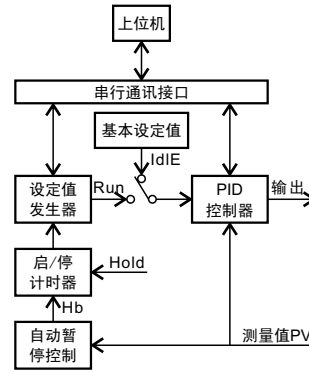 上位机
串行通讯接口
基本设定值
IdlE
设定值
发生器
Run
PID
控制器
输出
启/停
计时器
Hold
Hb
自动暂
停控制
测量值PV